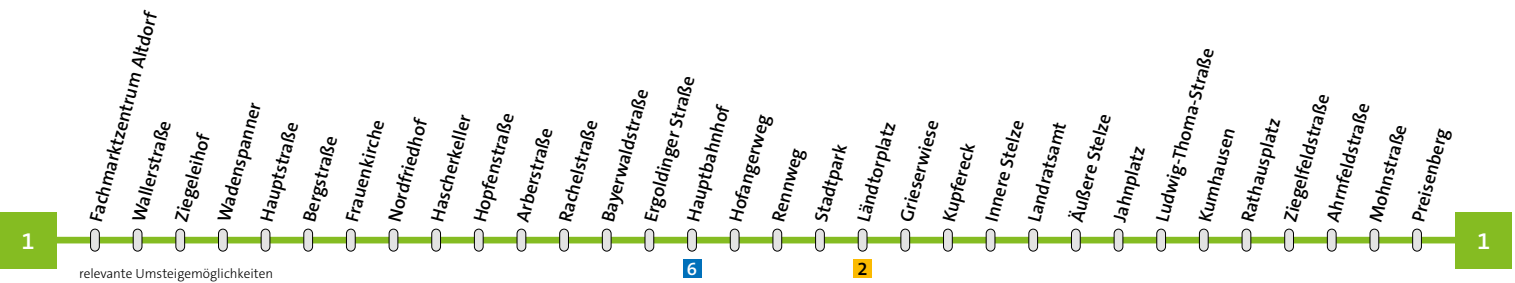 Fachmarktzentrum Altdorf
Wallerstraße
Ziegeleihof
Wadenspanner
Hauptstraße
Bergstraße
Frauenkirche
Nordfriedhof
Hascherkeller
Hopfenstraße
Arberstraße
Rachelstraße
Bayerwaldstraße
Ergoldinger Straße
Hauptbahnhof
Hofangerweg
Rennweg
Stadtpark
Ländtorplatz
Grieserwiese
Kupfereck
Innere Stelze
Landratsamt
Äußere Stelze
Jahnplatz
Ludwig-Thoma-Straße
Kumhausen
Rathausplatz
Ziegelfeldstraße
Ahrnfeldstraße
Mohnstraße
Preisenberg
1
1
relevante Umsteigemöglichkeiten
6
2